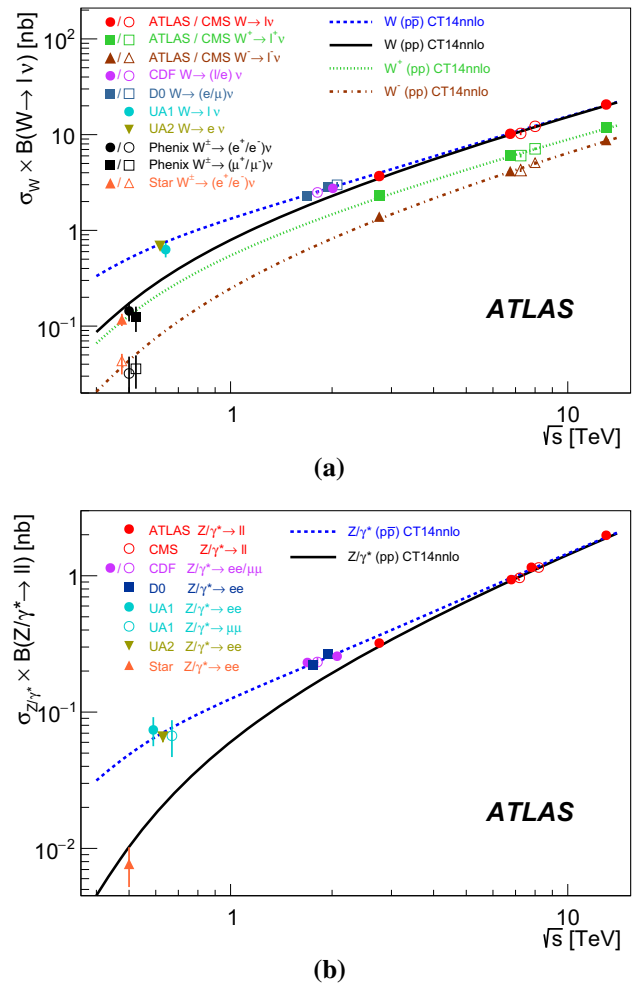 σ_W × B(W→ l ν) [nb]
10²
10
1
10⁻¹
●/○ ATLAS / CMS W→ lν
■/□ ATLAS / CMS W⁺→ l⁺ν
▲/△ ATLAS / CMS W⁻→ l⁻ν
●/○ CDF W→ (l/e) ν
■/□ D0 W→ (e/μ)ν
UA1 W→ l ν
UA2 W→ e ν
●/○ Phenix W±→ (e⁺/e⁻)ν
■/□ Phenix W±→ (μ⁺/μ⁻)ν
▲/△ Star W±→ (e⁺/e⁻)ν
W (pp̅) CT14nnlo
W (pp) CT14nnlo
W⁺ (pp) CT14nnlo
W⁻ (pp) CT14nnlo
ATLAS
1
10
√s [TeV]
(a)
σ_Z/γ* × B(Z/γ*→ ll) [nb]
1
10⁻¹
10⁻²
ATLAS Z/γ*→ ll
CMS Z/γ*→ ll
●/○ CDF Z/γ*→ ee/μμ
D0 Z/γ*→ ee
UA1 Z/γ*→ ee
UA1 Z/γ*→ μμ
UA2 Z/γ*→ ee
Star Z/γ*→ ee
Z/γ* (pp̅) CT14nnlo
Z/γ* (pp) CT14nnlo
ATLAS
1
10
√s [TeV]
(b)